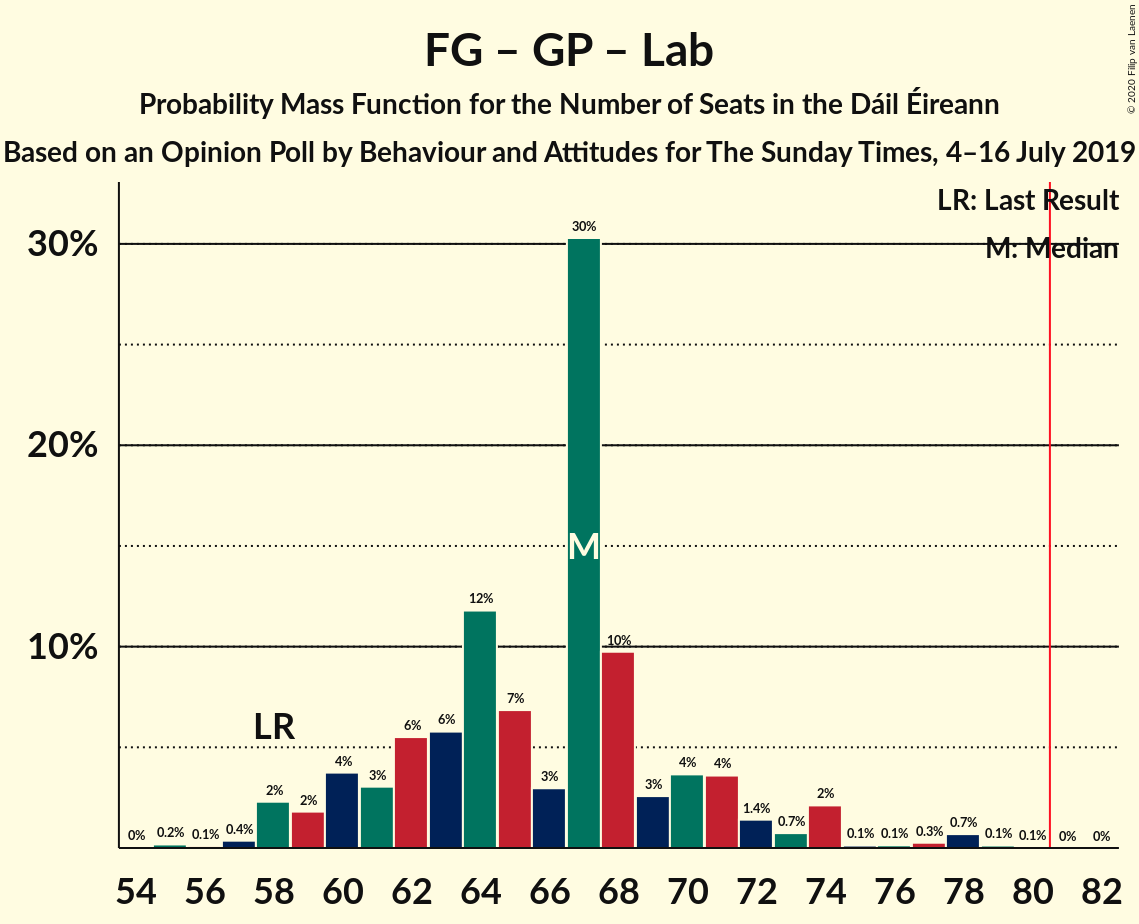 FG – GP – Lab
Probability Mass Function for the Number of Seats in the Dáil Éireann
Based on an Opinion Poll by Behaviour and Attitudes for The Sunday Times, 4–16 July 2019
© 2020 Filip van Laenen
LR: Last Result
M: Median
30%
20%
10%
LR
M
0% 0.2% 0.1% 0.4% 2% 2% 4% 3% 6% 6% 12% 7% 3% 30% 10% 3% 4% 4% 1.4% 0.7% 2% 0.1% 0.1% 0.3% 0.7% 0.1% 0.1% 0% 0%
54 56 58 60 62 64 66 68 70 72 74 76 78 80 82